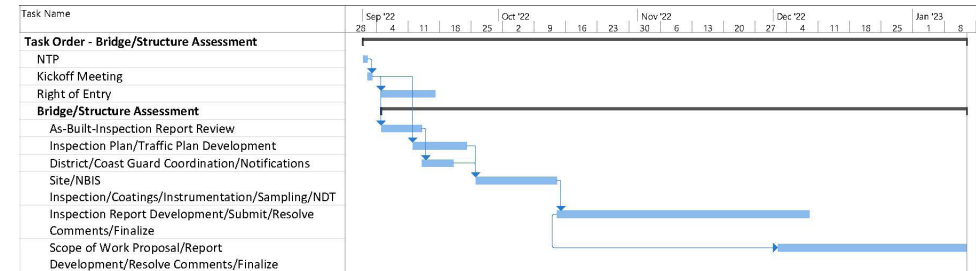 Task Name
Sep '22 Oct '22 Nov '22 Dec '22 Jan '23
28 4 11 18 25 2 9 16 23 30 6 13 20 27 4 11 18 25 1 8
Task Order - Bridge/Structure Assessment
NTP
Kickoff Meeting
Right of Entry
Bridge/Structure Assessment
As-Built-Inspection Report Review
Inspection Plan/Traffic Plan Development
District/Coast Guard Coordination/Notifications
Site/NBIS
Inspection/Coatings/Instrumentation/Sampling/NDT
Inspection Report Development/Submit/Resolve
Comments/Finalize
Scope of Work Proposal/Report
Development/Resolve Comments/Finalize